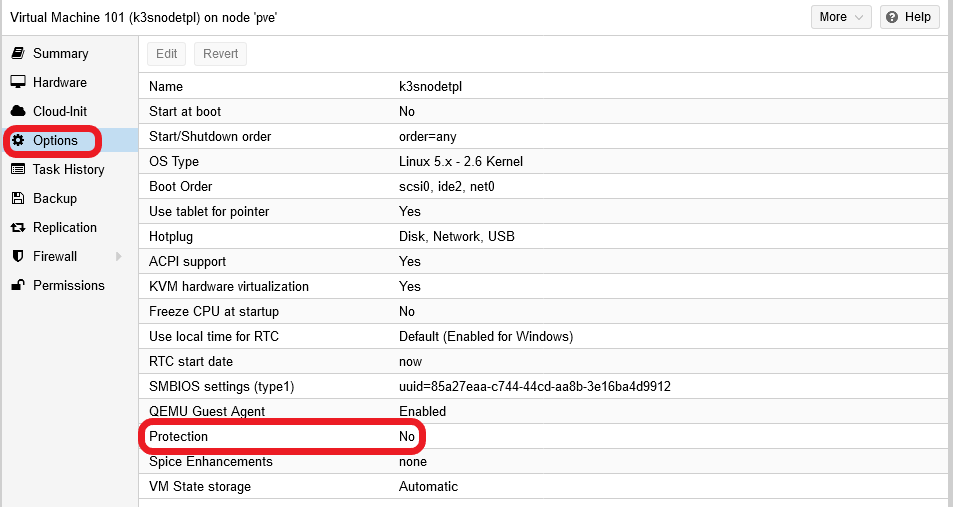 Virtual Machine 101 (k3snodetpl) on node 'pve' More Help
Summary
Hardware
Cloud-Init
Options
Task History
Backup
Replication
Firewall
Permissions
Edit Revert
Name k3snodetpl
Start at boot No
Start/Shutdown order order=any
OS Type Linux 5.x - 2.6 Kernel
Boot Order scsi0, ide2, net0
Use tablet for pointer Yes
Hotplug Disk, Network, USB
ACPI support Yes
KVM hardware virtualization Yes
Freeze CPU at startup No
Use local time for RTC Default (Enabled for Windows)
RTC start date now
SMBIOS settings (type1) uuid=85a27eaa-c744-44cd-aa8b-3e16ba4d9912
QEMU Guest Agent Enabled
Protection No
Spice Enhancements none
VM State storage Automatic